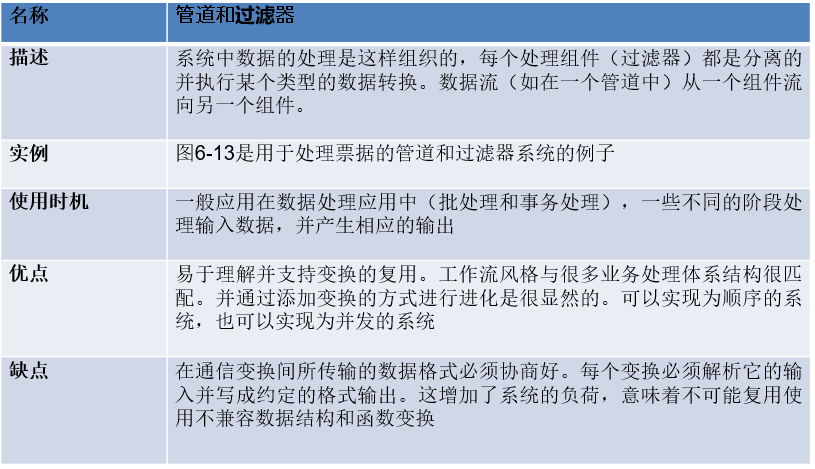 名称 管道和过滤器
描述 系统中数据的处理是这样组织的，每个处理组件（过滤器）都是分离的
并执行某个类型的数据转换。数据流（如在一个管道中）从一个组件流
向另一个组件。
实例 图6-13是用于处理票据的管道和过滤器系统的例子
使用时机 一般应用在数据处理应用中（批处理和事务处理），一些不同的阶段处
理输入数据，并产生相应的输出
优点 易于理解并支持变换的复用。工作流风格与很多业务处理体系结构很匹
配。并通过添加变换的方式进行进化是很显然的。可以实现为顺序的系
统，也可以实现为并发的系统
缺点 在通信变换间所传输的数据格式必须协商好。每个变换必须解析它的输
入并写成约定的格式输出。这增加了系统的负荷，意味着不可能复用使
用不兼容数据结构和函数变换